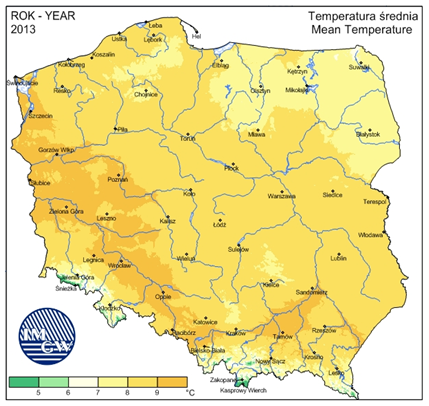 ROK - YEAR
2013
Temperatura średnia
Mean Temperature
Łeba
Hel
Ustka
Lębork
Koszalin
Kołobrzeg
Elbląg
Kętrzyn
Suwałki
Świnoujście
Resko
Chojnice
Olsztyn
Mikołajki
Szczecin
Piła
Toruń
Mława
Białystok
Gorzów Wlkp
Płock
Słubice
Poznań
Koło
Warszawa
Siedlce
Terespol
Zielona Góra
Leszno
Kalisz
Łódź
Włodawa
Sulejów
Legnica
Wrocław
Wieluń
Lublin
Jelenia Góra
Śnieżka
Kielce
Sandomierz
Kłodzko
Opole
Racibórz
Katowice
Kraków
Tarnów
Rzeszów
Bielsko-Biała
Nowy Sącz
Krosno
Lesko
Zakopane
Kasprowy Wierch
IM
GW
5 6 7 8 9 °C